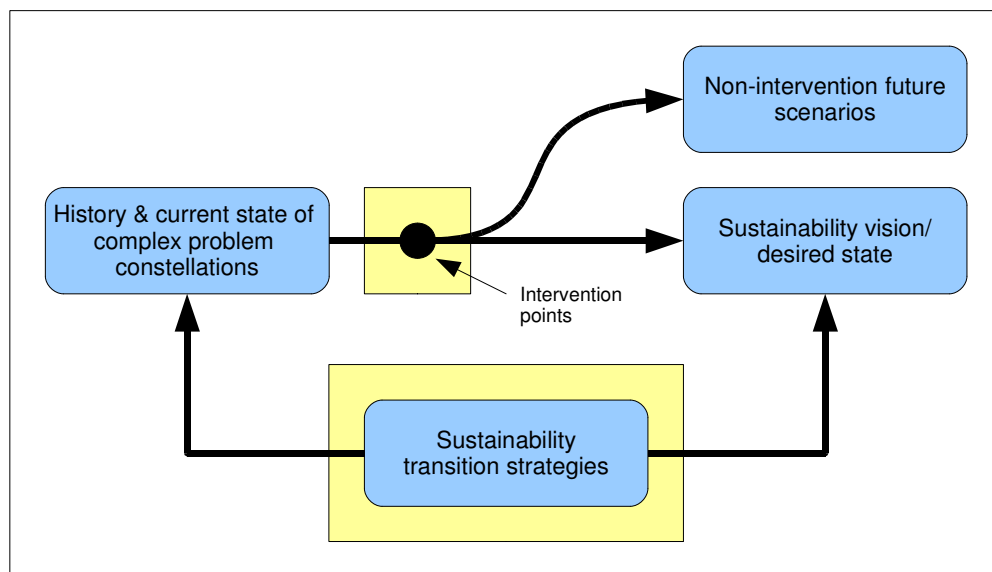 Non-intervention future
scenarios
History & current state of
complex problem
constellations
Sustainability vision/
desired state
Intervention
points
Sustainability
transition strategies